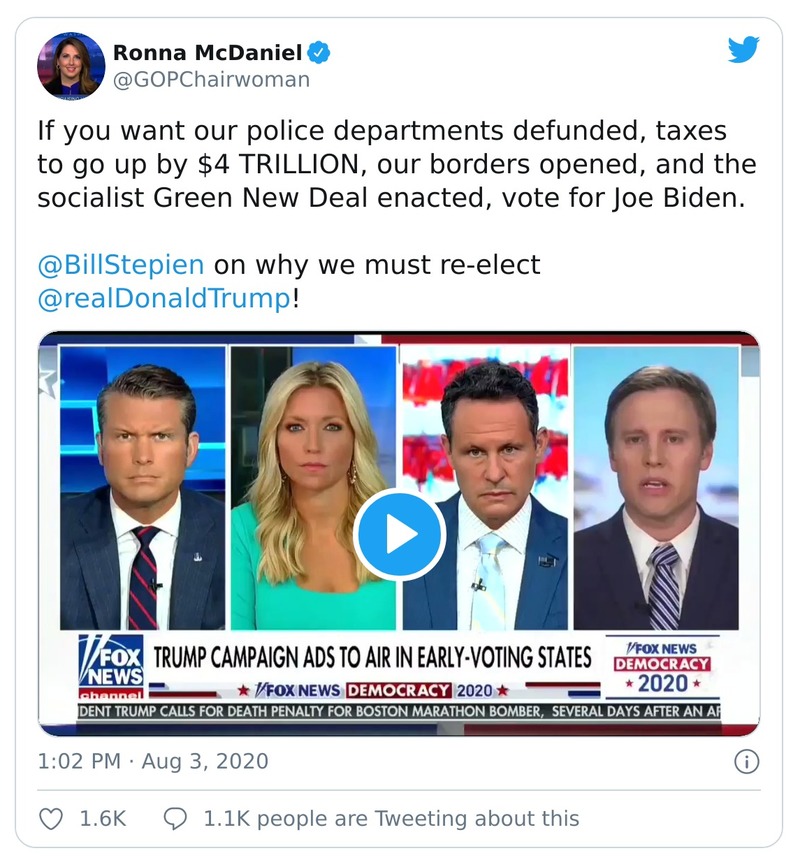 Ronna McDaniel
@GOPChairwoman
If you want our police departments defunded, taxes
to go up by $4 TRILLION, our borders opened, and the
socialist Green New Deal enacted, vote for Joe Biden.
@BillStepien on why we must re-elect
@realDonaldTrump!
FOX
NEWS
channel
TRUMP CAMPAIGN ADS TO AIR IN EARLY-VOTING STATES
FOX NEWS DEMOCRACY 2020
FOX NEWS
DEMOCRACY
2020
DENT TRUMP CALLS FOR DEATH PENALTY FOR BOSTON MARATHON BOMBER, SEVERAL DAYS AFTER AN AP
1:02 PM · Aug 3, 2020
1.6K
1.1K people are Tweeting about this